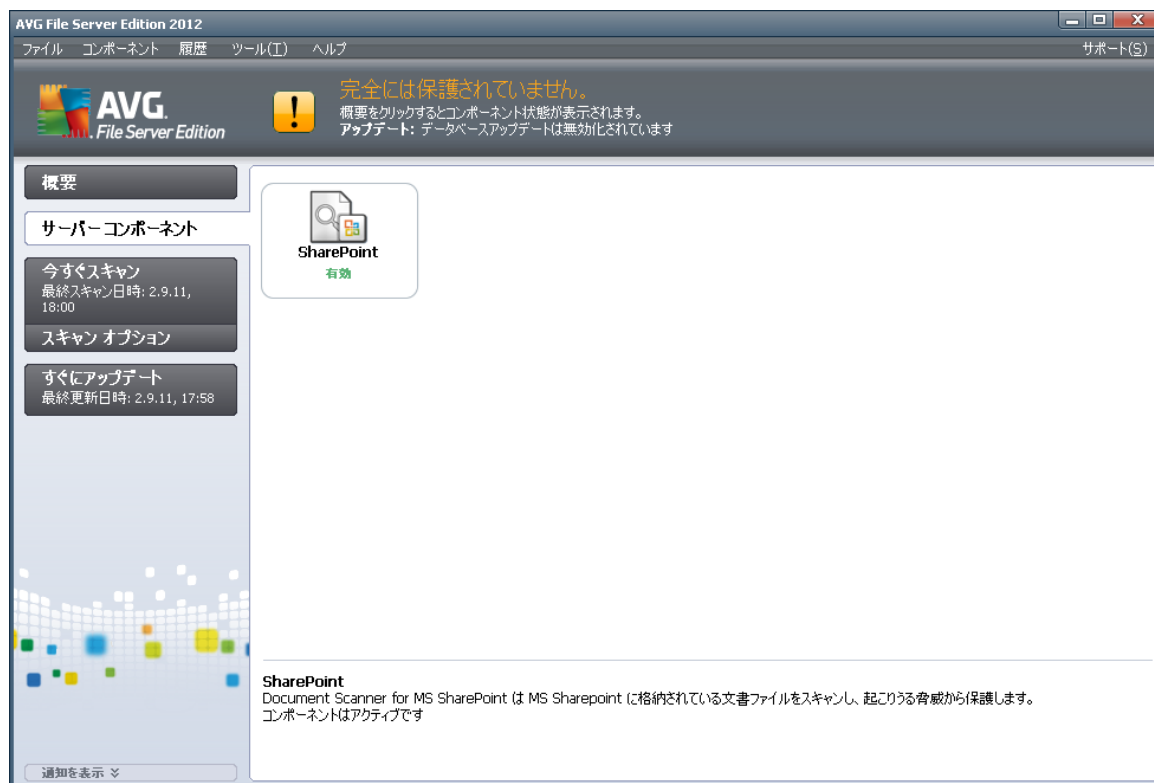 AVG File Server Edition 2012
ファイル コンポーネント 履歴 ツール(T) ヘルプ サポート(S)
AVG.
File Server Edition
完全には保護されていません。
概要をクリックするとコンポーネント状態が表示されます。
アップデート: データベースアップデートは無効化されています
概要
サーバー コンポーネント
今すぐスキャン
最終スキャン日時: 2.9.11,
18:00
スキャン オプション
すぐにアップデート
最終更新日時: 2.9.11, 17:58
SharePoint
有効
SharePoint
Document Scanner for MS SharePoint は MS Sharepoint に格納されている文書ファイルをスキャンし、起こりうる脅威から保護します。
コンポーネントはアクティブです
通知を表示